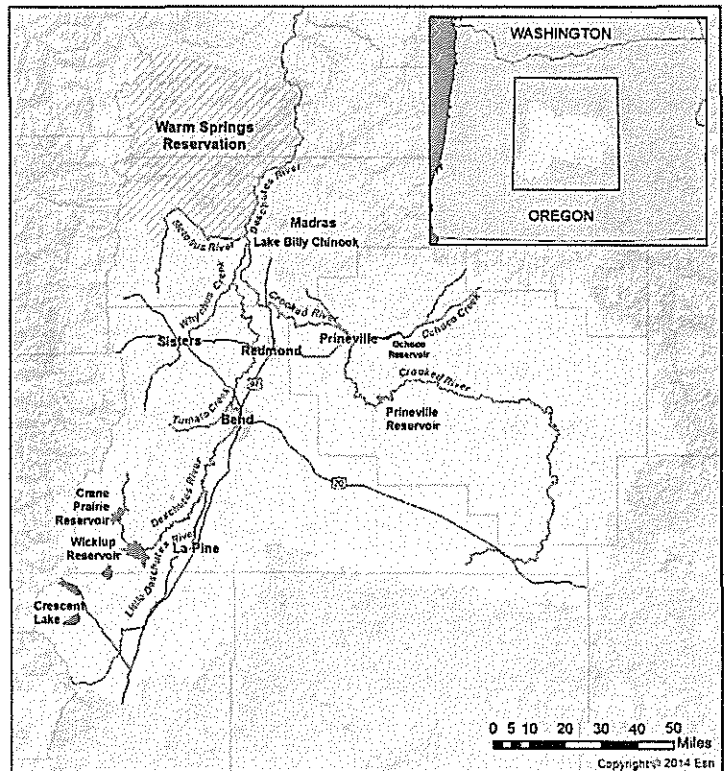 WASHINGTON
OREGON
Warm Springs
Reservation
Deschutes River
Madras
Lake Billy Chinook
Metolius River
Whychus Creek
Crooked River
Ochoco Creek
Sisters
Redmond
Prineville
Ochoco
Reservoir
97
Crooked River
Tumalo Creek
Bend
Prineville
Reservoir
20
Crane
Prairie
Reservoir
Deschutes River
Wickiup
Reservoir
La Pine
Little Deschutes River
Crescent
Lake
0 5 10 20 30 40 50
Miles
Copyright:© 2014 Esri